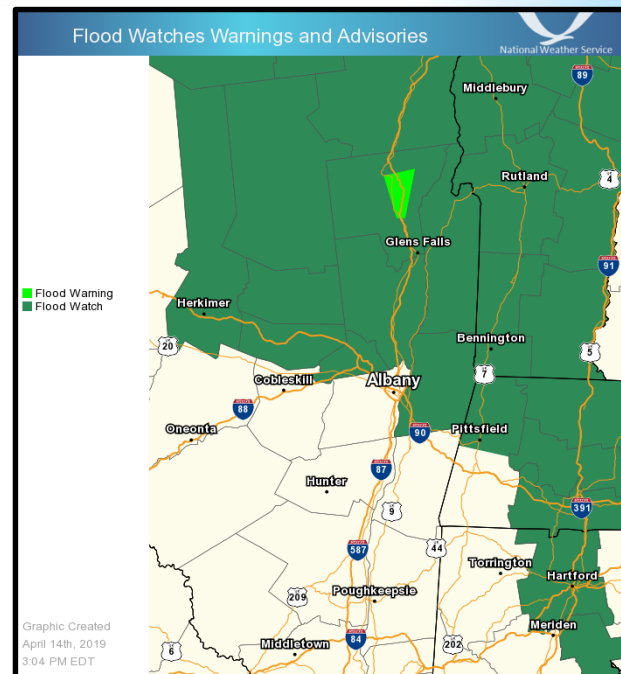 Flood Watches Warnings and Advisories
National Weather Service
89
Middlebury
Rutland
4
Glens Falls
91
Flood Warning
Flood Watch
Herkimer
20
Bennington
5
7
Cobleskill
Albany
88
Oneonta
90
Pittsfield
87
Hunter
9
391
587
44
Torrington
Hartford
209
Poughkeepsie
Meriden
Graphic Created
April 14th, 2019
3:04 PM EDT
6
Middletown
84
202